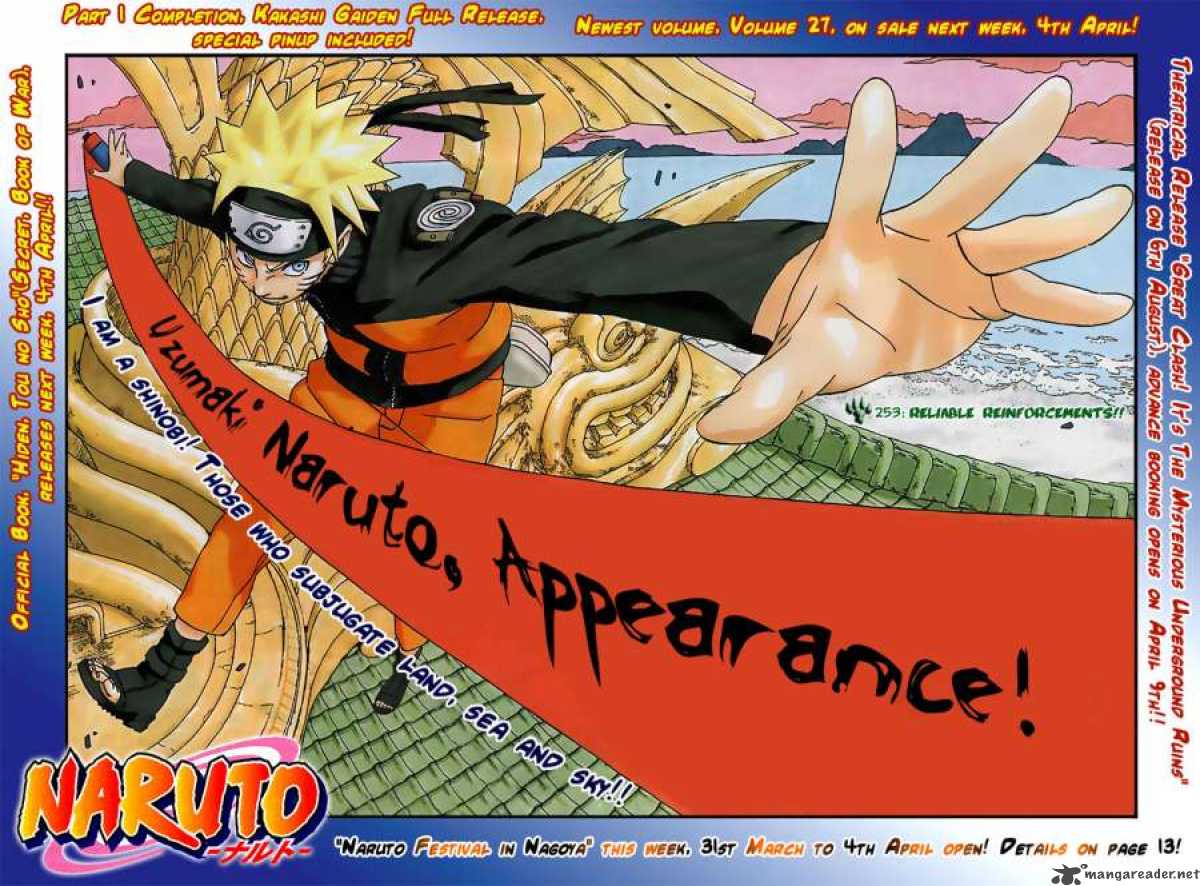 Part 1 Completion, Kakashi Gaiden Full Release,
special pinup included!
Newest volume, Volume 27, on sale next week, 4th April!
Official Book, "Hiden: Tou no Sho"(Secret: Book of War),
releases next week, 4th April!!
Theatrical Release "Great Clash! It's The Mysterious Underground Ruins"
(release on 6th August), advance booking opens on April 9th!!
253: Reliable Reinforcements!!
Uzumaki Naruto, Appearance!
I am a shinobi! Those who subjugate land, sea and sky!!
NARUTO
-ナルト-
"Naruto Festival in Nagoya" this week, 31st March to 4th April open! Details on page 13!
mangareader.net